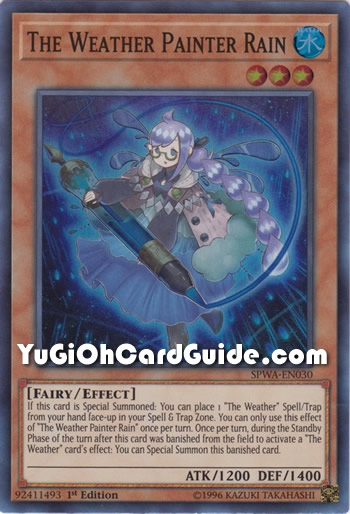 THE WEATHER PAINTER RAIN
WATER
水
YuGiOhCardGuide.com
SPWA-EN030
[FAIRY/EFFECT]
If this card is Special Summoned: You can place 1 "The Weather" Spell/Trap
from your hand face-up in your Spell & Trap Zone. You can only use this effect
of "The Weather Painter Rain" once per turn. Once per turn, during the Standby
Phase of the turn after this card was banished from the field to activate a "The
Weather" card's effect: You can Special Summon this banished card.
ATK/1200 DEF/1400
92411493 1st Edition ©1996 KAZUKI TAKAHASHI